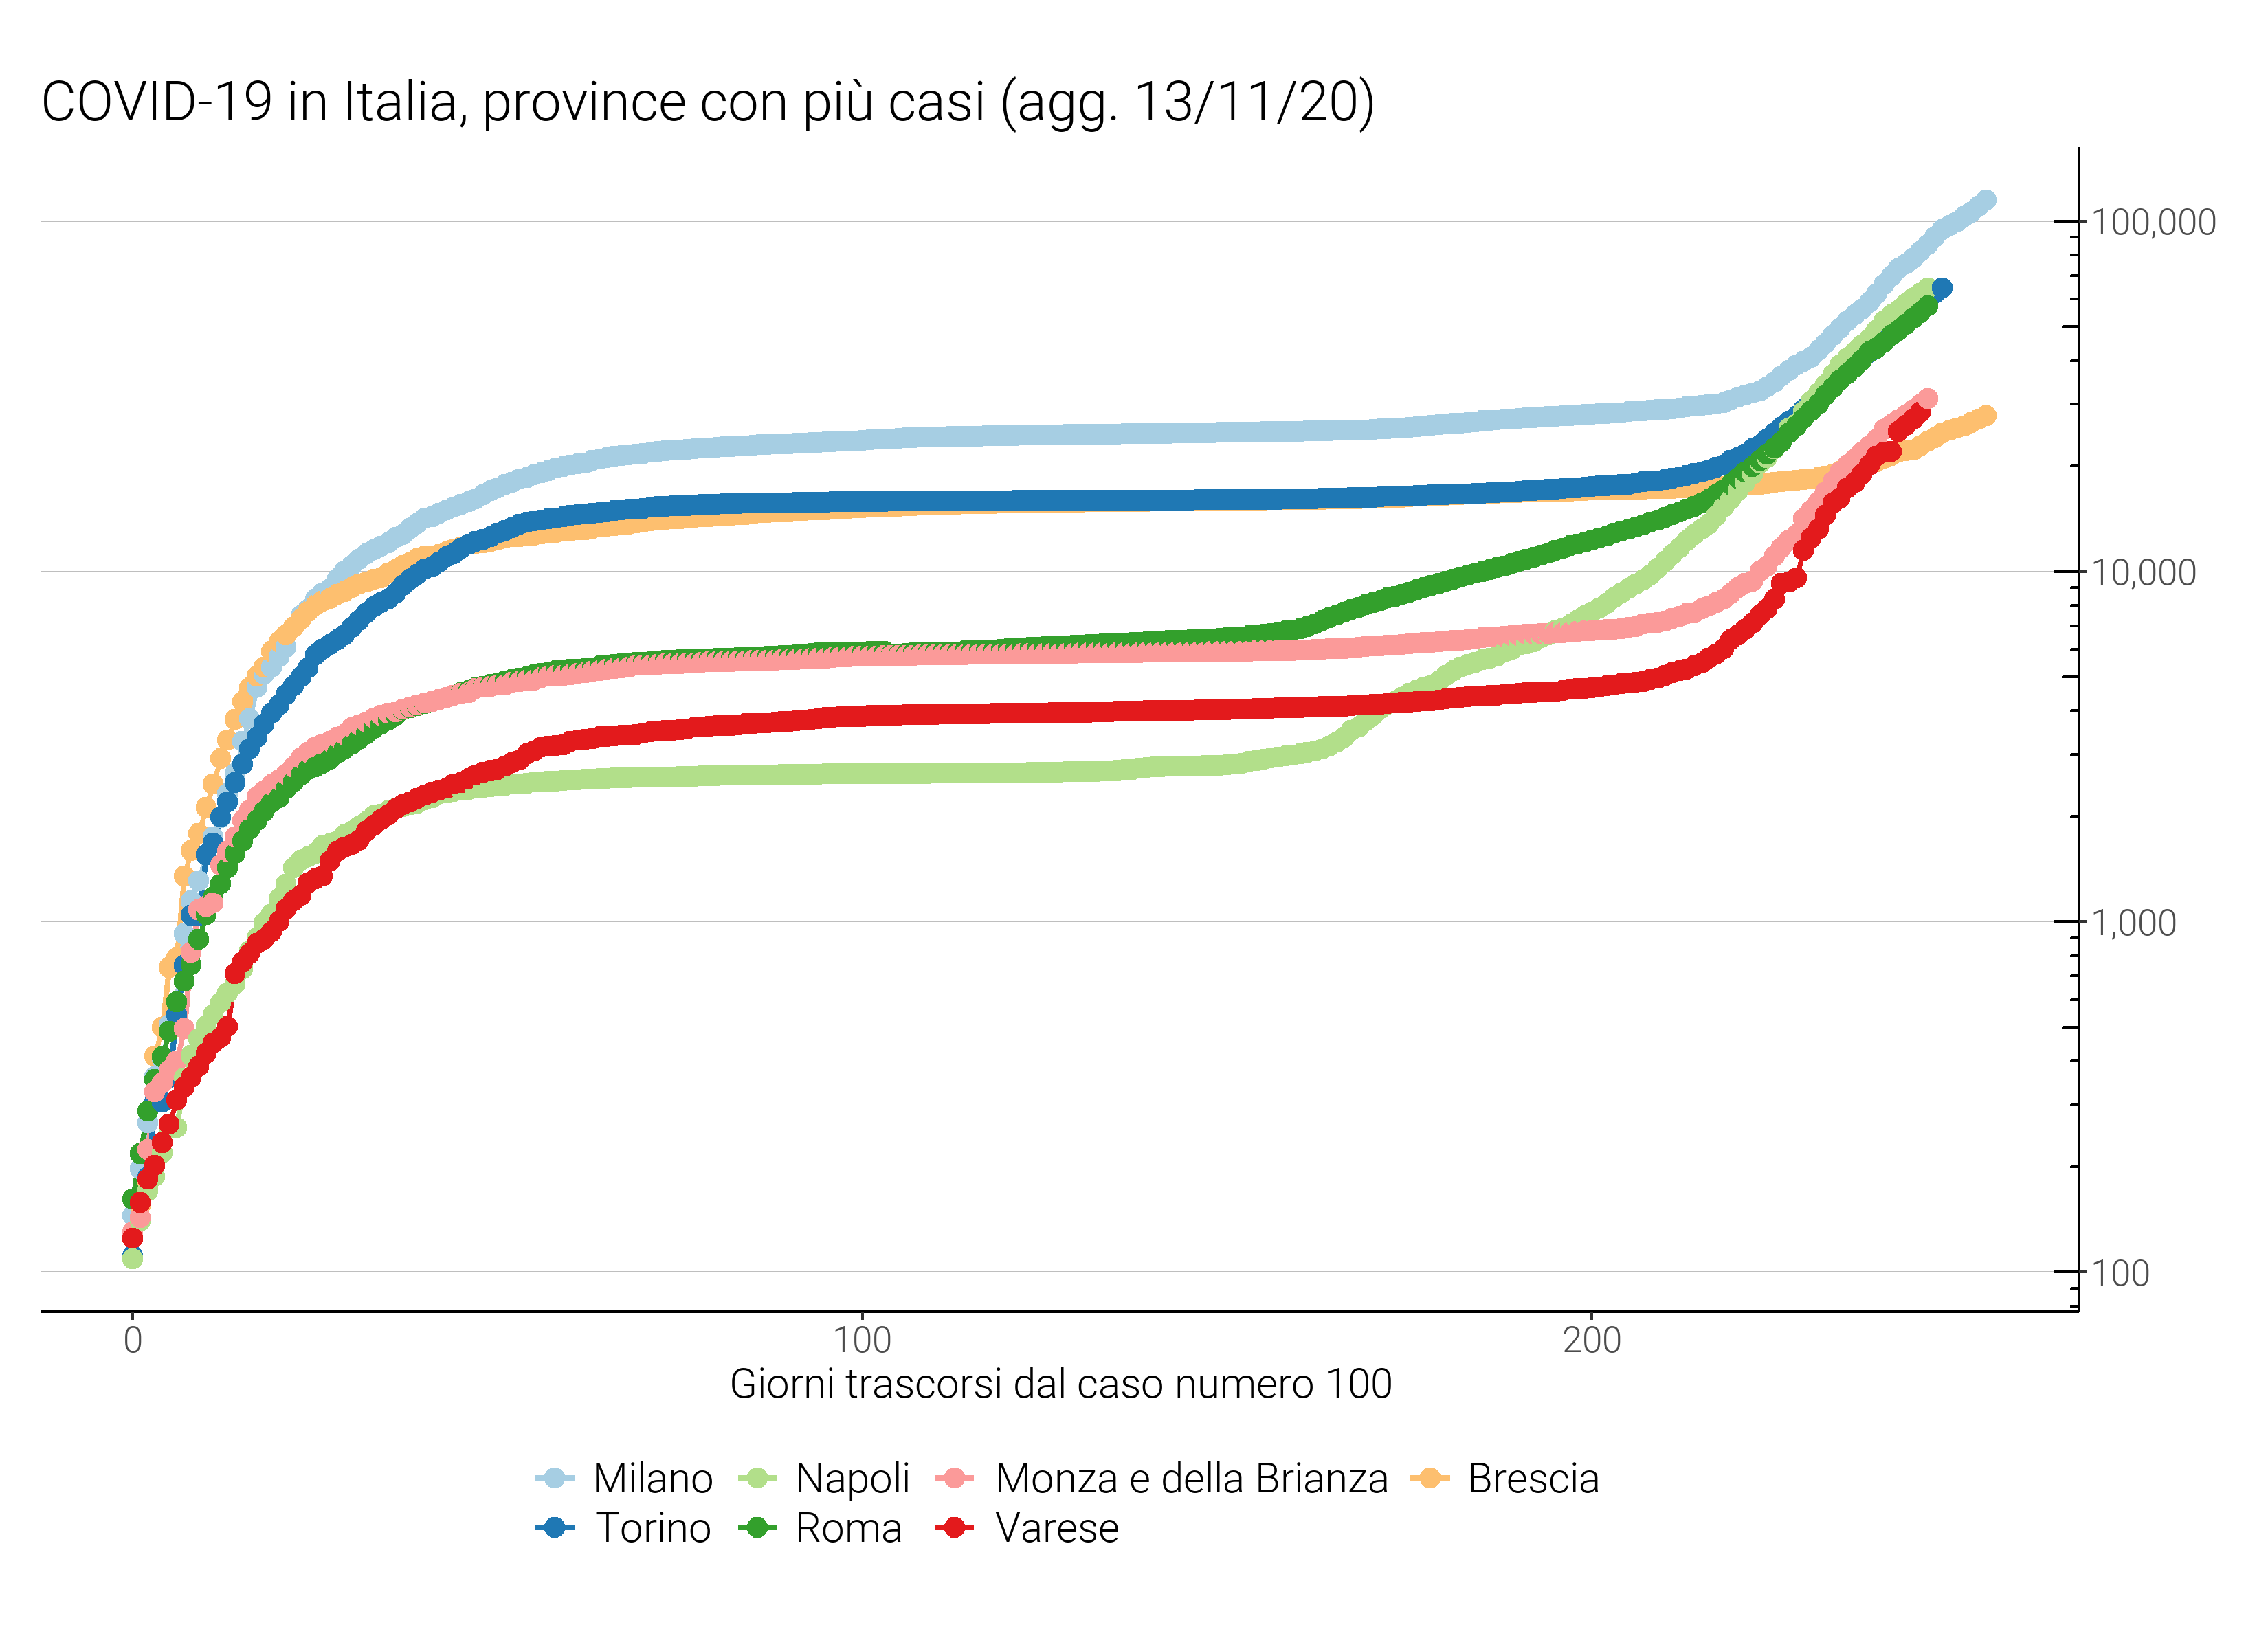 COVID-19 in Italia, province con più casi (agg. 13/11/20)
100,000
10,000
1,000
100
0 100 200
Giorni trascorsi dal caso numero 100
Milano Napoli Monza e della Brianza Brescia
Torino Roma Varese